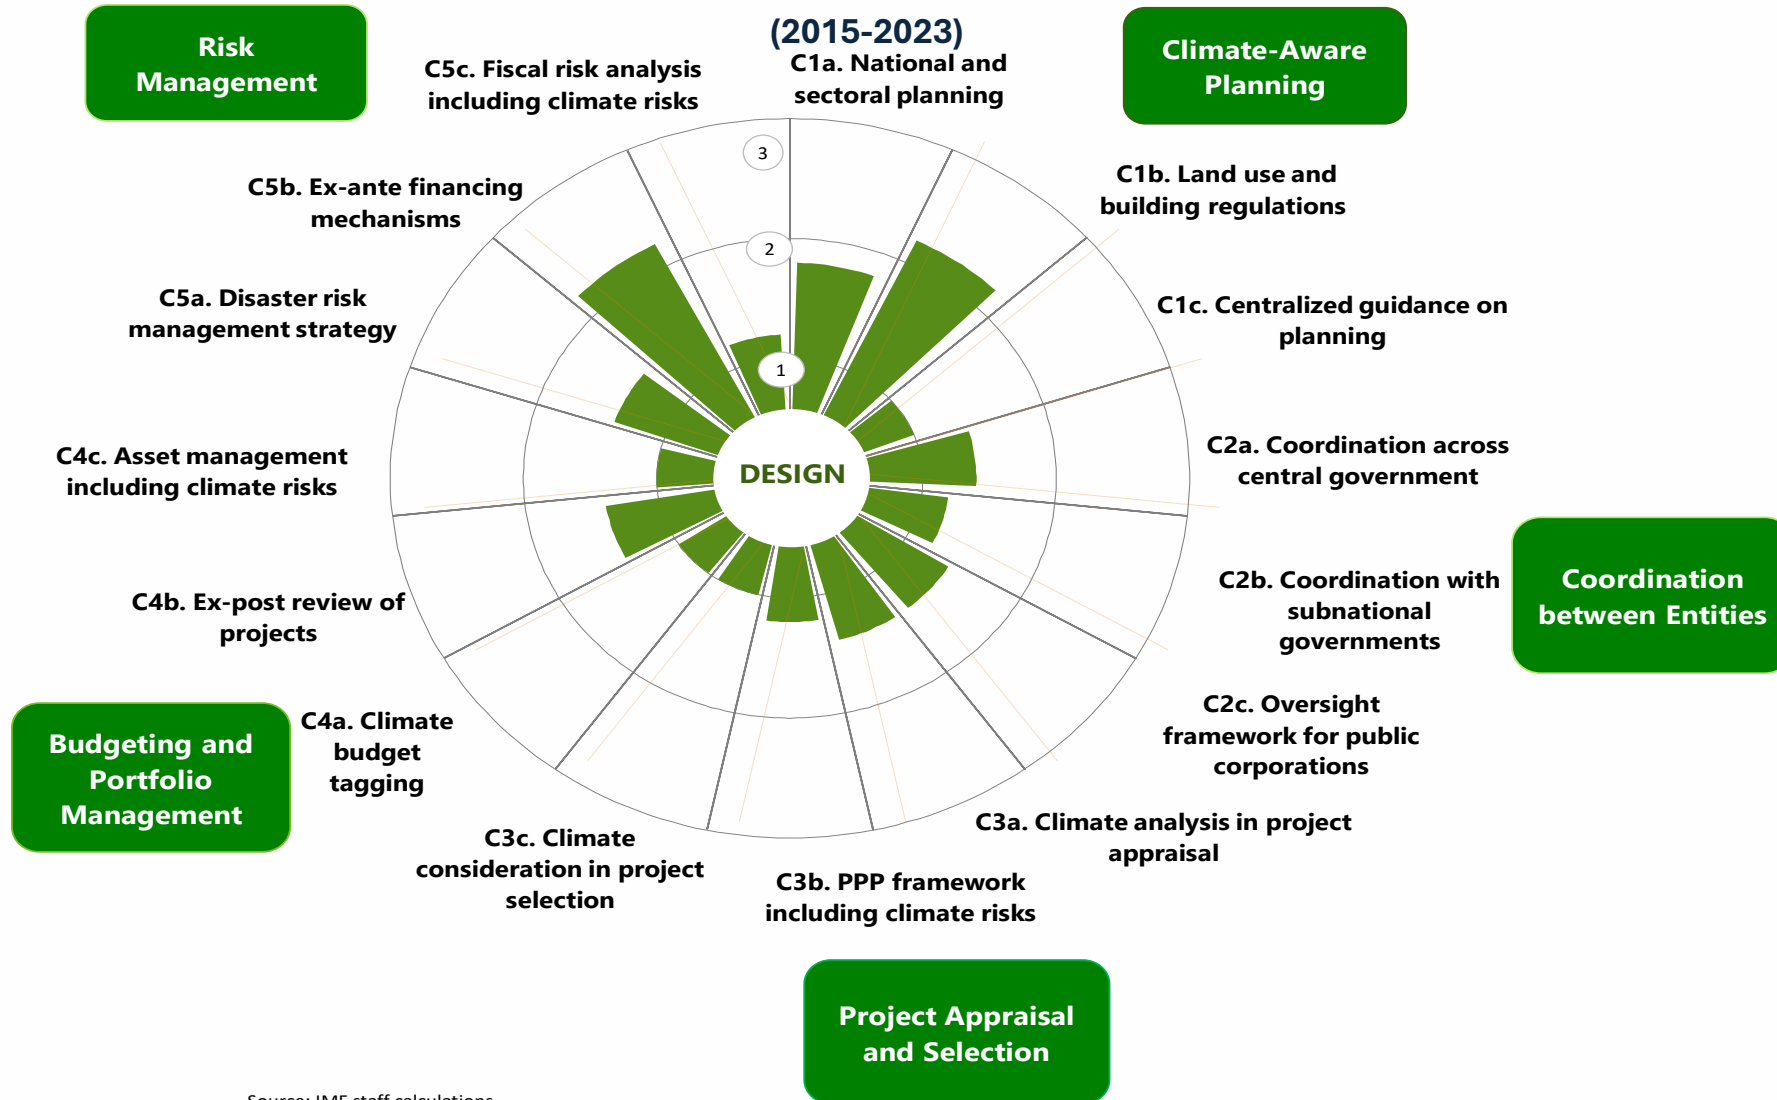 (2015-2023)
Risk
Management
Climate-Aware
Planning
C5c. Fiscal risk analysis
including climate risks
C1a. National and
sectoral planning
3
C5b. Ex-ante financing
mechanisms
C1b. Land use and
building regulations
2
C5a. Disaster risk
management strategy
C1c. Centralized guidance on
planning
1
C4c. Asset management
including climate risks
DESIGN
C2a. Coordination across
central government
C4b. Ex-post review of
projects
C2b. Coordination with
subnational
governments
Coordination
between Entities
Budgeting and
Portfolio
Management
C4a. Climate
budget
tagging
C2c. Oversight
framework for public
corporations
C3c. Climate
consideration in project
selection
C3b. PPP framework
including climate risks
C3a. Climate analysis in project
appraisal
Project Appraisal
and Selection
Source: IMF staff calculations